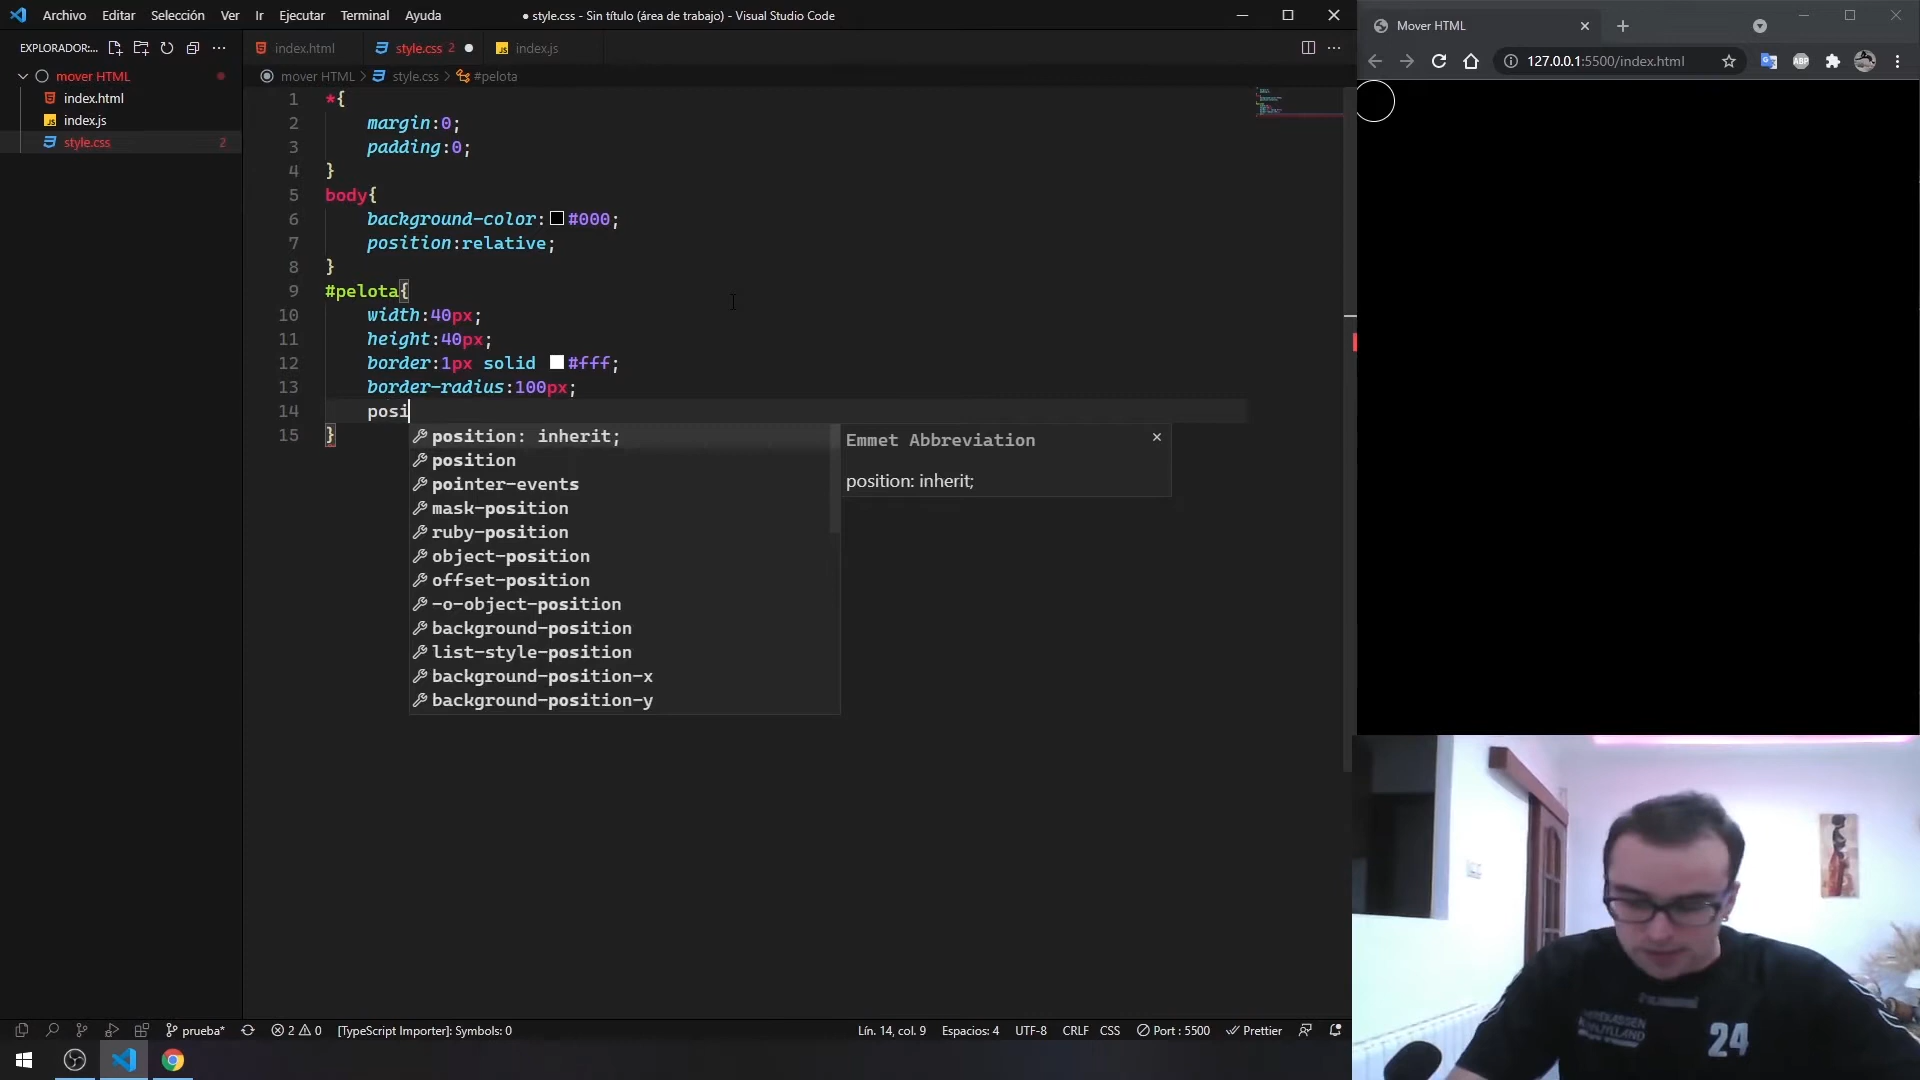 Archivo Editar Selección Ver Ir Ejecutar Terminal Ayuda
● style.css - Sin título (área de trabajo) - Visual Studio Code
Mover HTML
EXPLORADOR:...
index.html
style.css 2
index.js
127.0.0.1:5500/index.html
ABP
mover HTML
index.html
index.js
style.css 2
mover HTML > style.css > #pelota
1 *{
2 margin:0;
3 padding:0;
4 }
5 body{
6 background-color:#000;
7 position:relative;
8 }
9 #pelota{
10 width:40px;
11 height:40px;
12 border:1px solid #fff;
13 border-radius:100px;
14 posi
15 }
position: inherit;
position
pointer-events
mask-position
ruby-position
object-position
offset-position
-o-object-position
background-position
list-style-position
background-position-x
background-position-y
Emmet Abbreviation
position: inherit;
24
prueba*
2 0
[TypeScript Importer]: Symbols: 0
Lín. 14, col. 9
Espacios: 4
UTF-8
CRLF
CSS
Port : 5500
Prettier